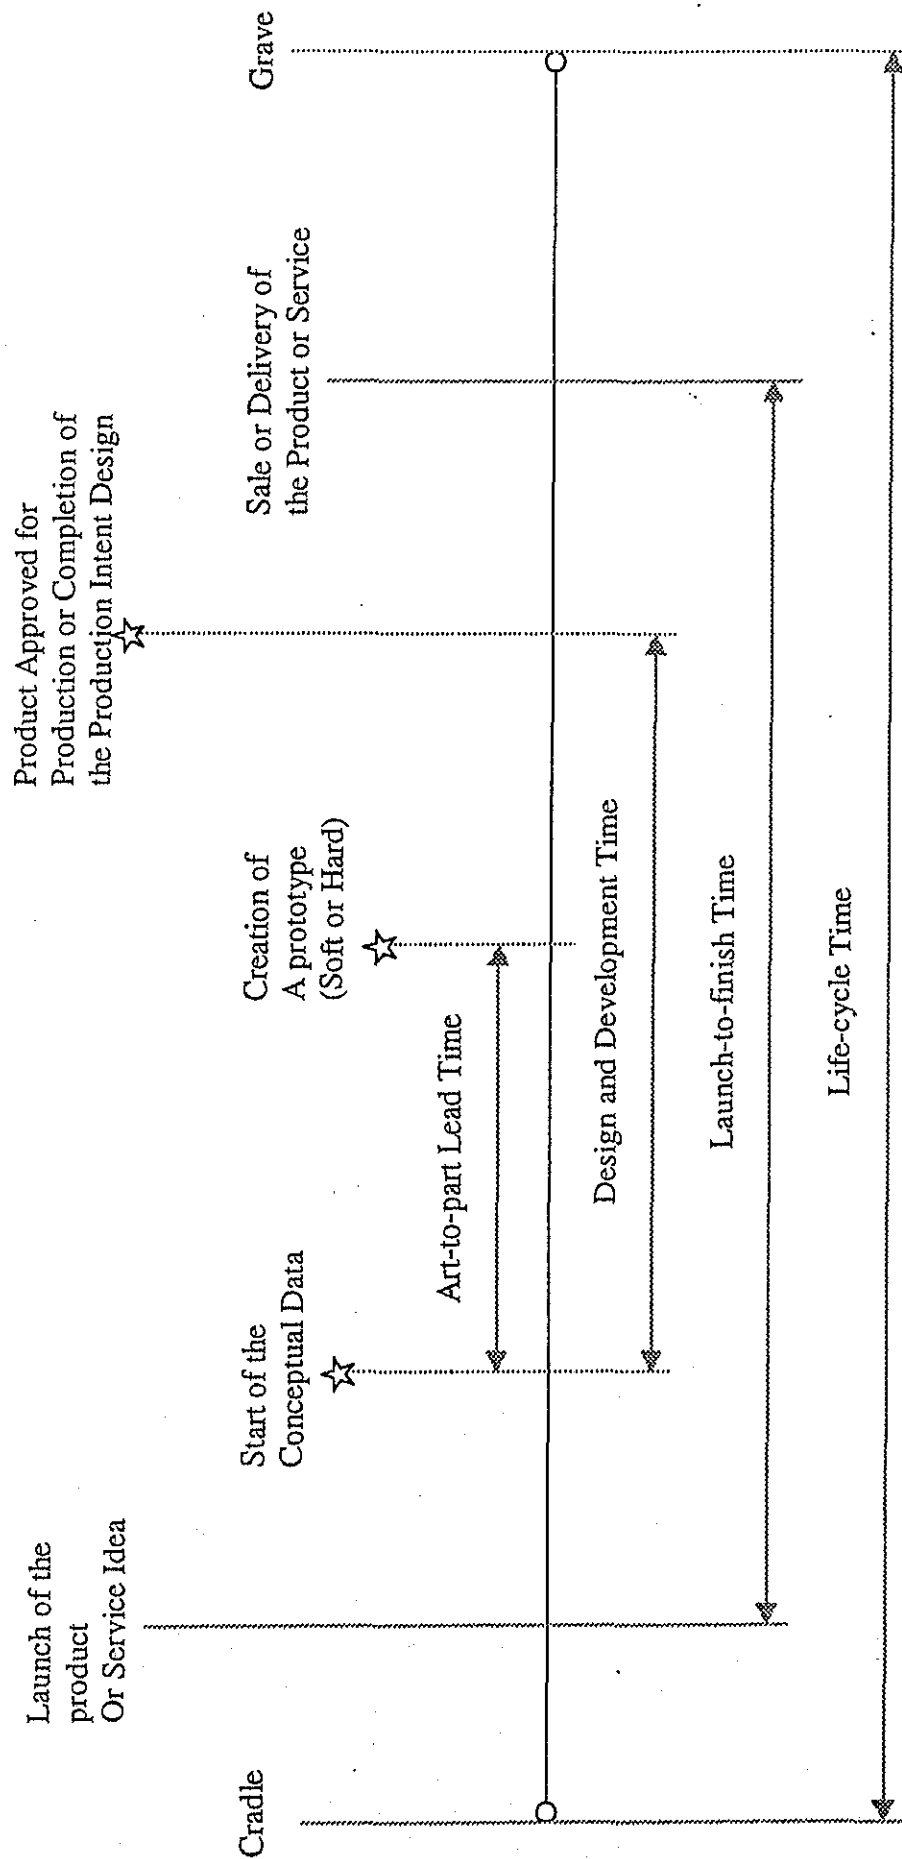 Launch of the
product
Or Service Idea
Product Approved for
Production or Completion of
the Production Intent Design
Cradle
Start of the
Conceptual Data
Creation of
A prototype
(Soft or Hard)
Sale or Delivery of
the Product or Service
Grave
Art-to-part Lead Time
Design and Development Time
Launch-to-finish Time
Life-cycle Time